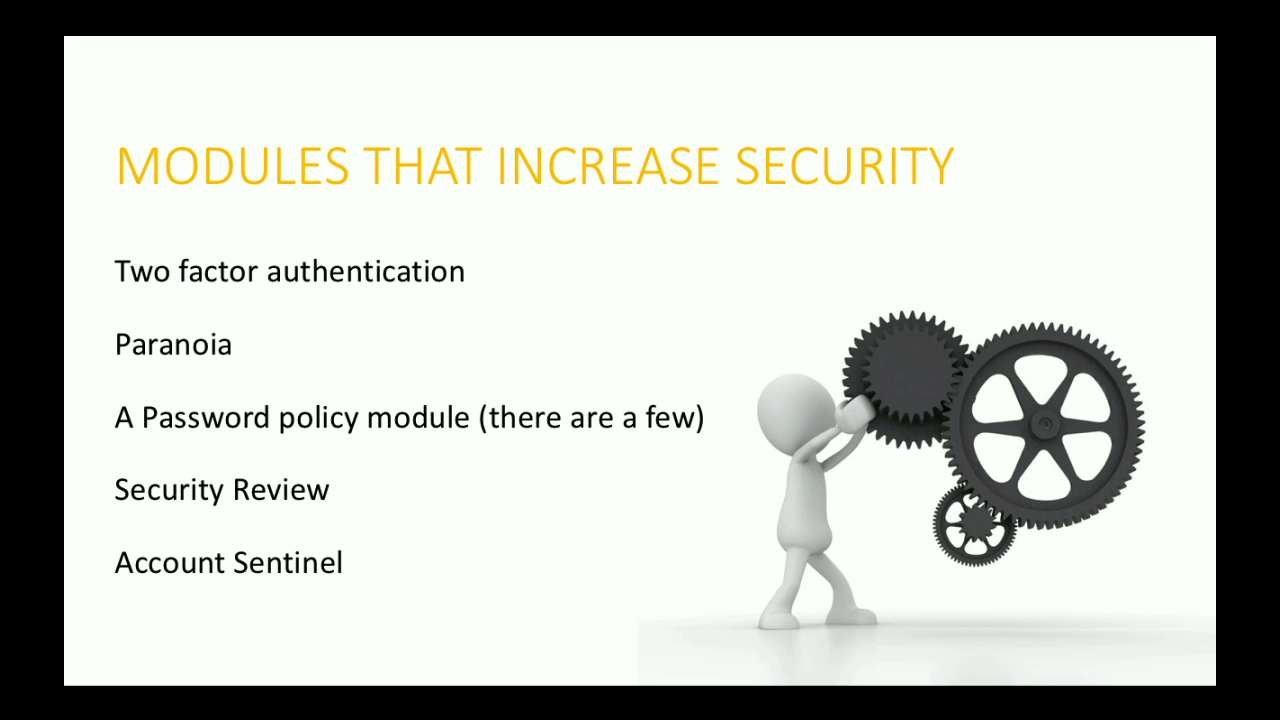 MODULES THAT INCREASE SECURITY
Two factor authentication
Paranoia
A Password policy module (there are a few)
Security Review
Account Sentinel